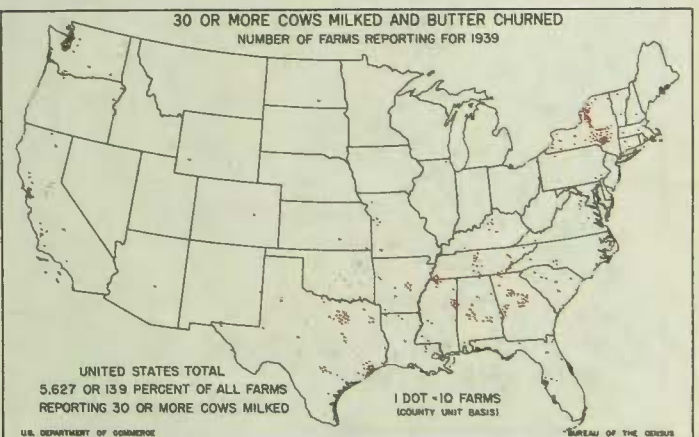 30 OR MORE COWS MILKED AND BUTTER CHURNED
NUMBER OF FARMS REPORTING FOR 1939
UNITED STATES TOTAL
5,627 OR 13.9 PERCENT OF ALL FARMS
REPORTING 30 OR MORE COWS MILKED
1 DOT = 10 FARMS
(COUNTY UNIT BASIS)
U.S. DEPARTMENT OF COMMERCE
BUREAU OF THE CENSUS